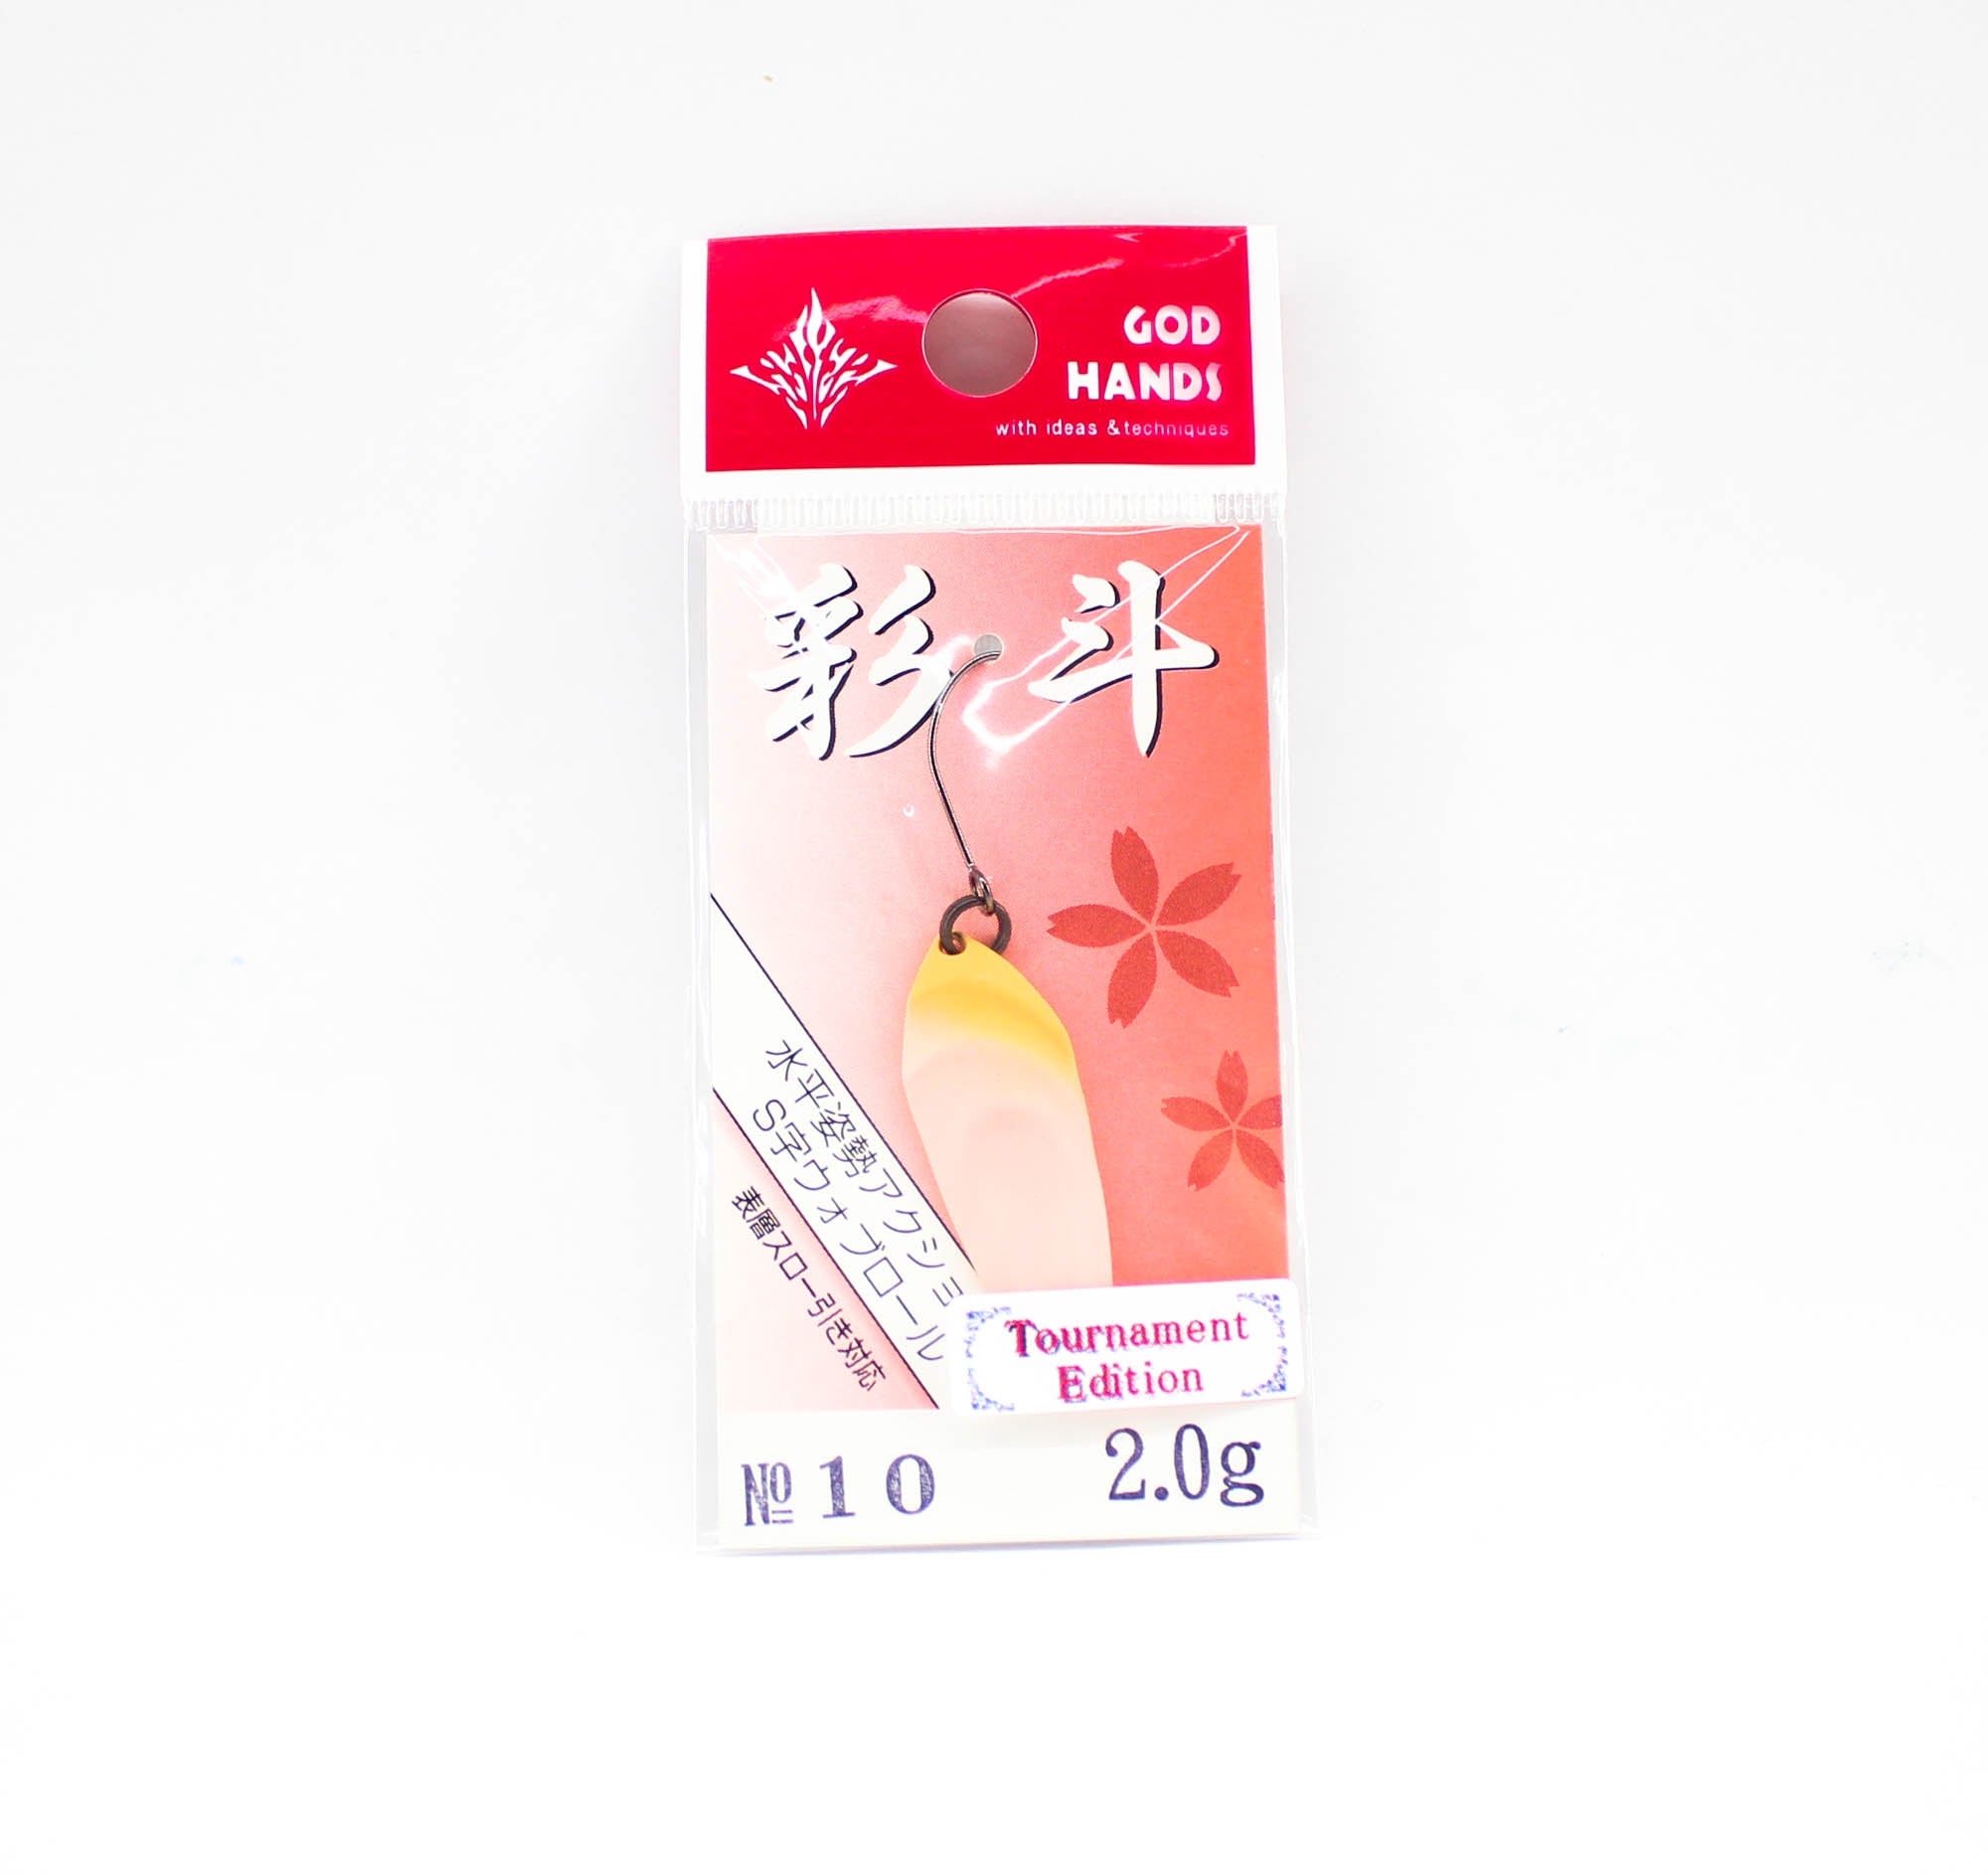 GOD
HANDS
with ideas & techniques
彩斗
水平姿勢アクショ
S字ウォブロール
表層スロー引き対応
Tournament
Edition
№10
2.0g